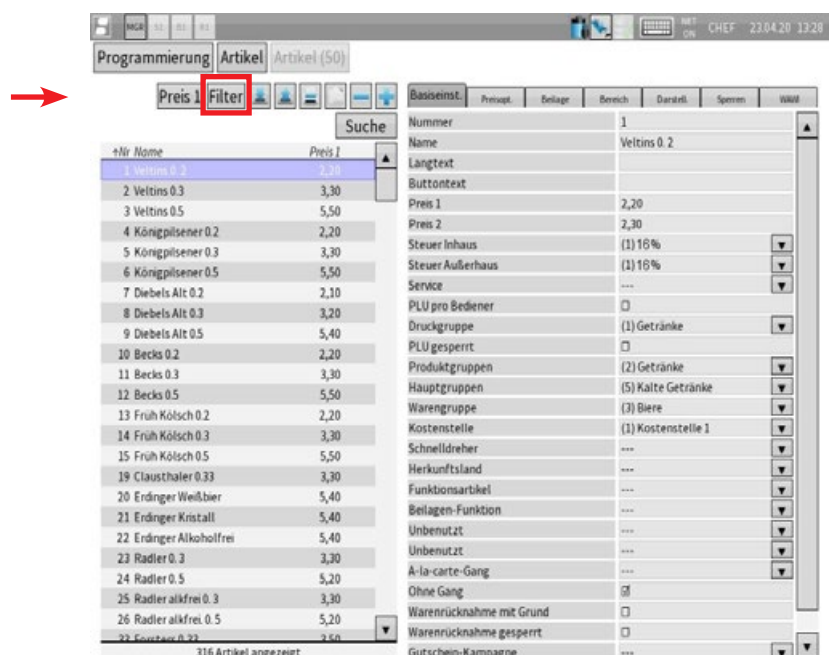 MGR S1 B1 R1 NET ON CHEF 23.04.20 13:28
Programmierung Artikel Artikel (50)
Preis 1 Filter
Suche
↑Nr Name Preis 1
1 Veltins 0. 2 2,20
2 Veltins 0.3 3,30
3 Veltins 0.5 5,50
4 Königpilsener 0.2 2,20
5 Königpilsener 0.3 3,30
6 Königpilsener 0.5 5,50
7 Diebels Alt 0.2 2,10
8 Diebels Alt 0.3 3,20
9 Diebels Alt 0.5 5,40
10 Becks 0.2 2,20
11 Becks 0.3 3,30
12 Becks 0.5 5,50
13 Früh Kölsch 0.2 2,20
14 Früh Kölsch 0.3 3,30
15 Früh Kölsch 0.5 5,50
19 Clausthaler 0.33 3,30
20 Erdinger Weißbier 5,40
21 Erdinger Kristall 5,40
22 Erdinger Alkoholfrei 5,40
23 Radler 0. 3 3,30
24 Radler 0. 5 5,20
25 Radler alkfrei 0. 3 3,30
26 Radler alkfrei 0. 5 5,20
33 Forsters 0.33 3,50
316 Artikel angezeigt
Basiseinst. Preisopt. Beilage Bereich Darstell. Sperren WAWI
Nummer 1
Name Veltins 0. 2
Langtext
Buttontext
Preis 1 2,20
Preis 2 2,30
Steuer Inhaus (1)16%
Steuer Außerhaus (1)16%
Service ---
PLU pro Bediener
Druckgruppe (1) Getränke
PLU gesperrt
Produktgruppen (2) Getränke
Hauptgruppen (5) Kalte Getränke
Warengruppe (3) Biere
Kostenstelle (1) Kostenstelle 1
Schnelldreher ---
Herkunftsland ---
Funktionsartikel ---
Beilagen-Funktion ---
Unbenutzt ---
Unbenutzt ---
A-la-carte-Gang ---
Ohne Gang
Warenrücknahme mit Grund
Warenrücknahme gesperrt
Gutschein-Kampagne ---